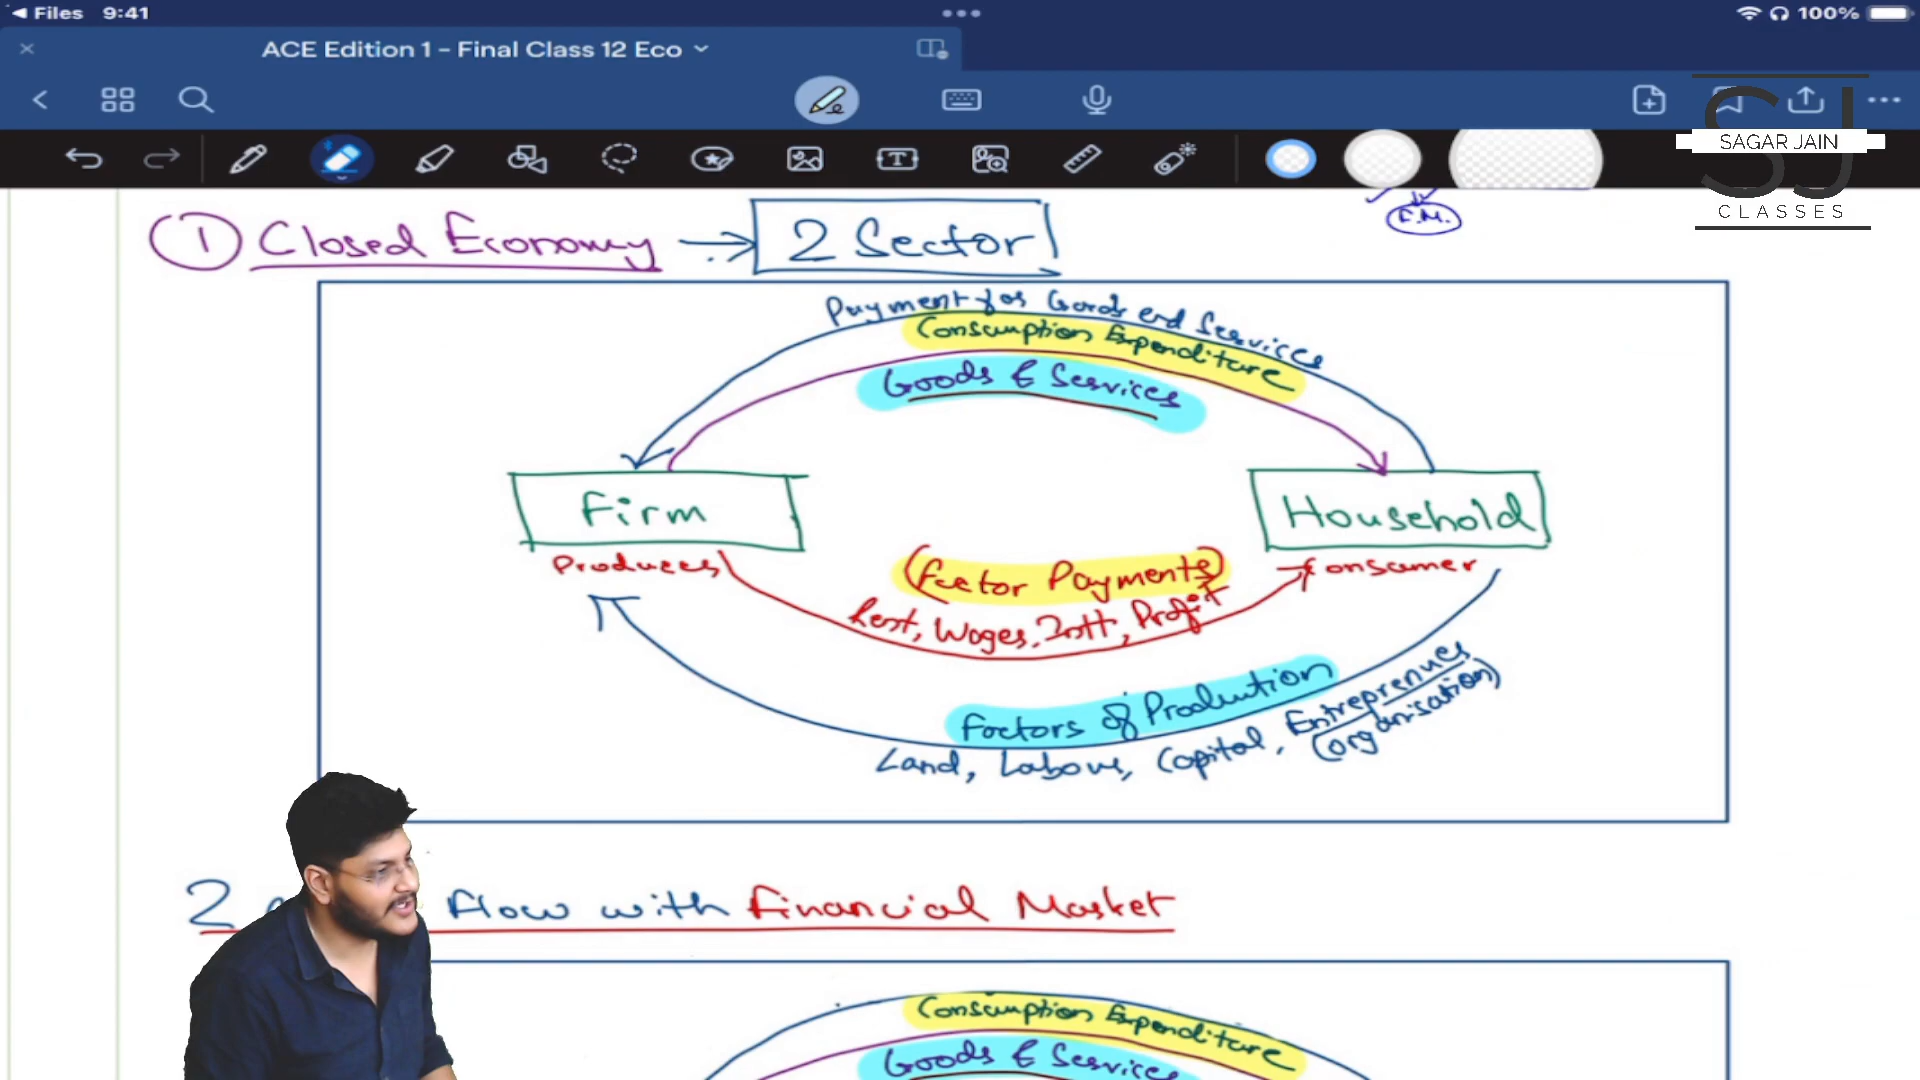 Files 9:41
100%
ACE Edition 1 – Final Class 12 Eco
SAGAR JAIN
CLASSES
F.M.
① Closed Economy → 2 Sector
Payment for Goods and Services
Consumption Expenditure
Goods & Services
Firm
Household
Producer
Consumer
(Factor Payments)
Rent, Wages, Intt, Profit
Factors of Production
Land, Labour, Capital, Entrepreneur
(organisation)
2
flow with financial Market
Consumption Expenditure
Goods & Services